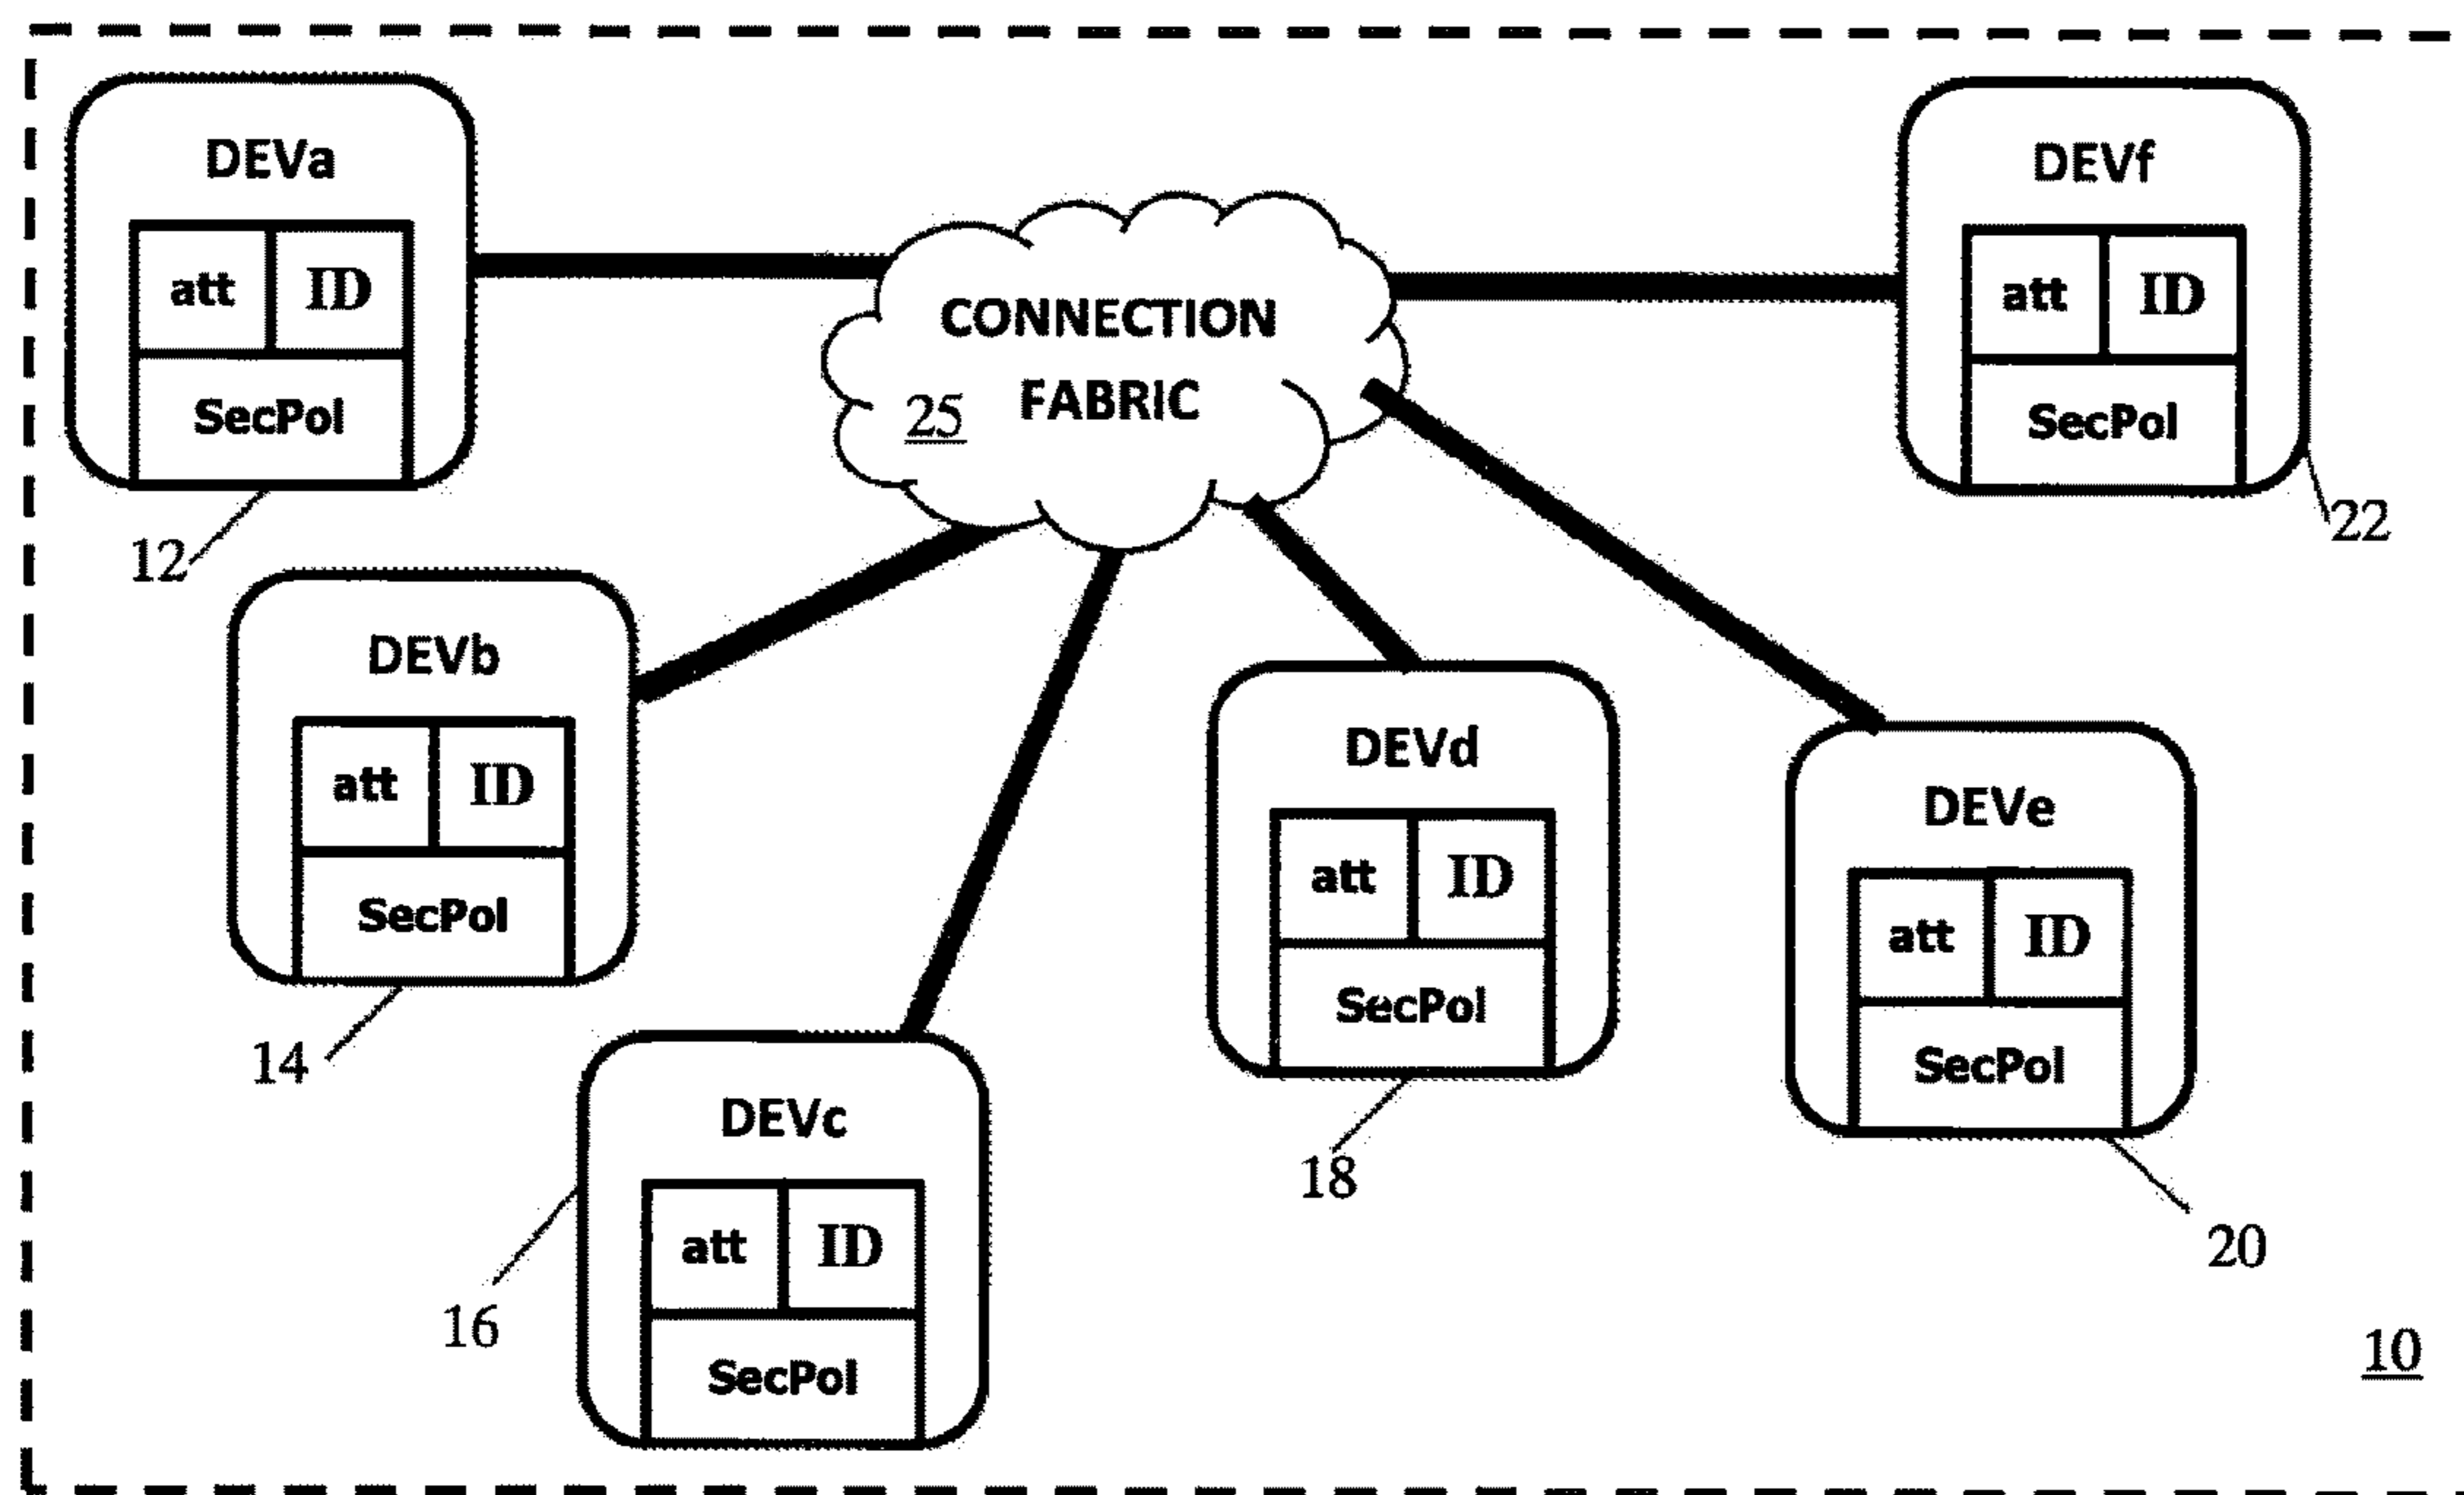 DEVa
att ID
SecPol
12
DEVf
att ID
SecPol
22
CONNECTION
FABRIC
25
DEVb
att ID
SecPol
14
DEVc
att ID
SecPol
16
DEVd
att ID
SecPol
18
DEVe
att ID
SecPol
20
10